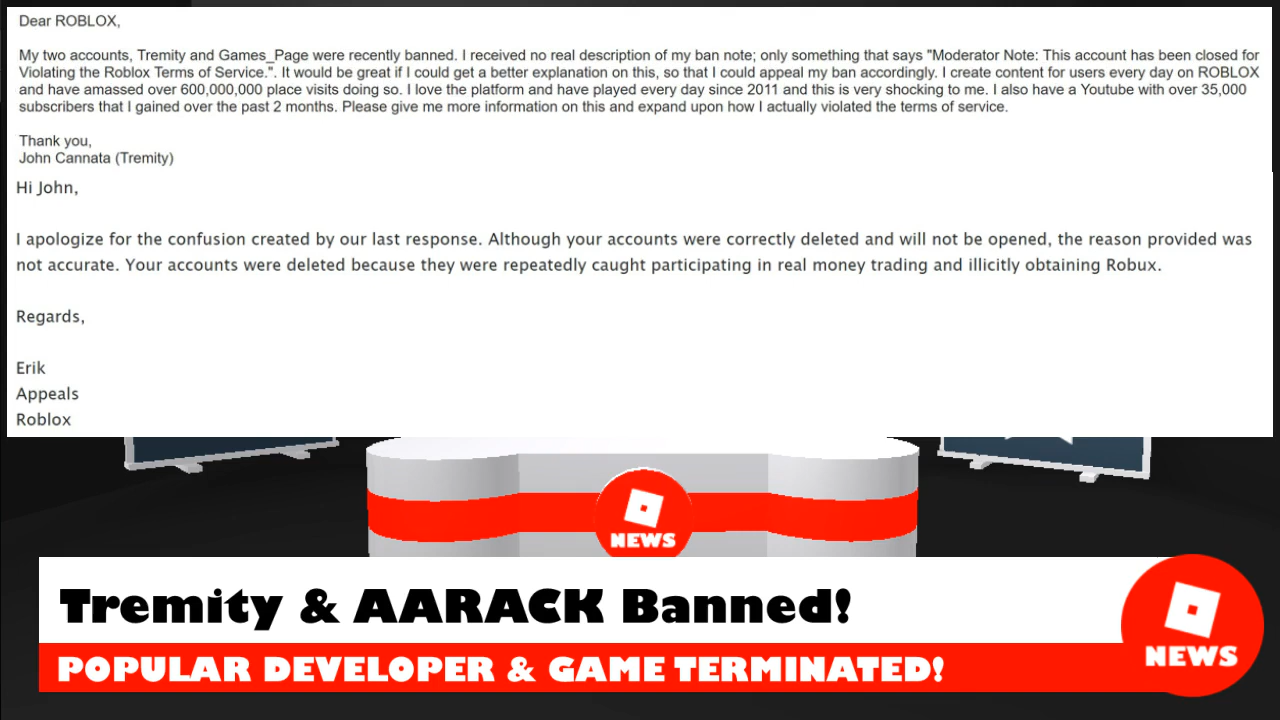 Dear ROBLOX,
My two accounts, Tremity and Games_Page were recently banned. I received no real description of my ban note; only something that says "Moderator Note: This account has been closed for
Violating the Roblox Terms of Service.". It would be great if I could get a better explanation on this, so that I could appeal my ban accordingly. I create content for users every day on ROBLOX
and have amassed over 600,000,000 place visits doing so. I love the platform and have played every day since 2011 and this is very shocking to me. I also have a Youtube with over 35,000
subscribers that I gained over the past 2 months. Please give me more information on this and expand upon how I actually violated the terms of service.
Thank you,
John Cannata (Tremity)
Hi John,
I apologize for the confusion created by our last response. Although your accounts were correctly deleted and will not be opened, the reason provided was
not accurate. Your accounts were deleted because they were repeatedly caught participating in real money trading and illicitly obtaining Robux.
Regards,
Erik
Appeals
Roblox
NEWS
Tremity & AARACK Banned!
POPULAR DEVELOPER & GAME TERMINATED!
NEWS